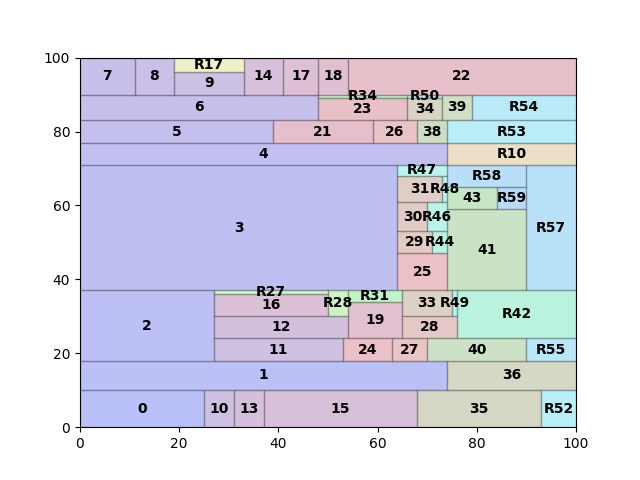 100
7 8 R17 14 17 18 22
9
R34 R50
6 23 34 39 R54
80
5 21 26 38 R53
4 R10
R47 R58
31 R48 43 R59
60
30 R46
3 R57
29 R44 41
40
25
R27 R31
2 16 R28 33 R49 R42
12 19 28
20
11 24 27 40 R55
1 36
0 10 13 15 35 R52
0
0 20 40 60 80 100